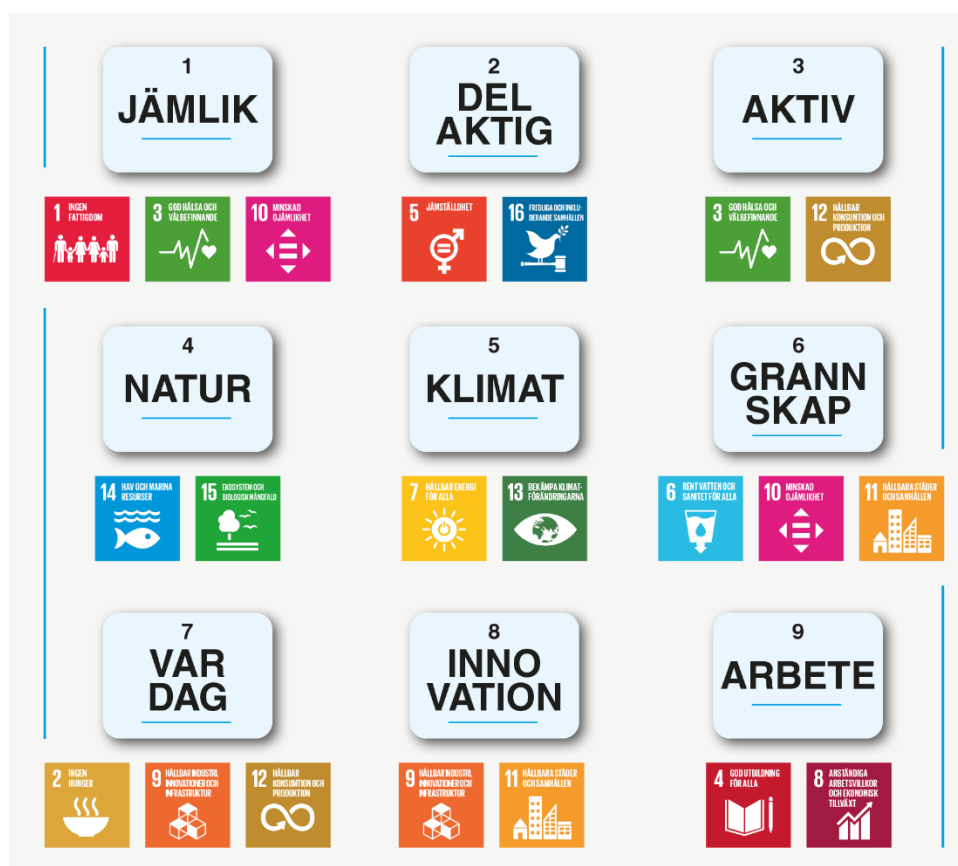 1
JÄMLIK
2
DEL
AKTIG
3
AKTIV
1 INGEN
FATTIGDOM
3 GOD HÄLSA OCH
VÄLBEFINNANDE
10 MINSKAD
OJÄMLIKHET
5 JÄMSTÄLLDHET
16 FREDLIGA OCH INKLU-
DERANDE SAMHÄLLEN
3 GOD HÄLSA OCH
VÄLBEFINNANDE
12 HÅLLBAR
KONSUMTION OCH
PRODUKTION
4
NATUR
5
KLIMAT
6
GRANN
SKAP
14 HAV OCH MARINA
RESURSER
15 EKOSYSTEM OCH
BIOLOGISK MÅNGFALD
7 HÅLLBAR ENERGI
FÖR ALLA
13 BEKÄMPA KLIMAT-
FÖRÄNDRINGARNA
6 RENT VATTEN OCH
SANITET FÖR ALLA
10 MINSKAD
OJÄMLIKHET
11 HÅLLBARA STÄDER
OCH SAMHÄLLEN
7
VAR
DAG
8
INNO
VATION
9
ARBETE
2 INGEN
HUNGER
9 HÅLLBAR INDUSTRI,
INNOVATIONER OCH
INFRASTRUKTUR
12 HÅLLBAR
KONSUMTION OCH
PRODUKTION
9 HÅLLBAR INDUSTRI,
INNOVATIONER OCH
INFRASTRUKTUR
11 HÅLLBARA STÄDER
OCH SAMHÄLLEN
4 GOD UTBILDNING
FÖR ALLA
8 ANSTÄNDIGA
ARBETSVILLKOR
OCH EKONOMISK
TILLVÄXT